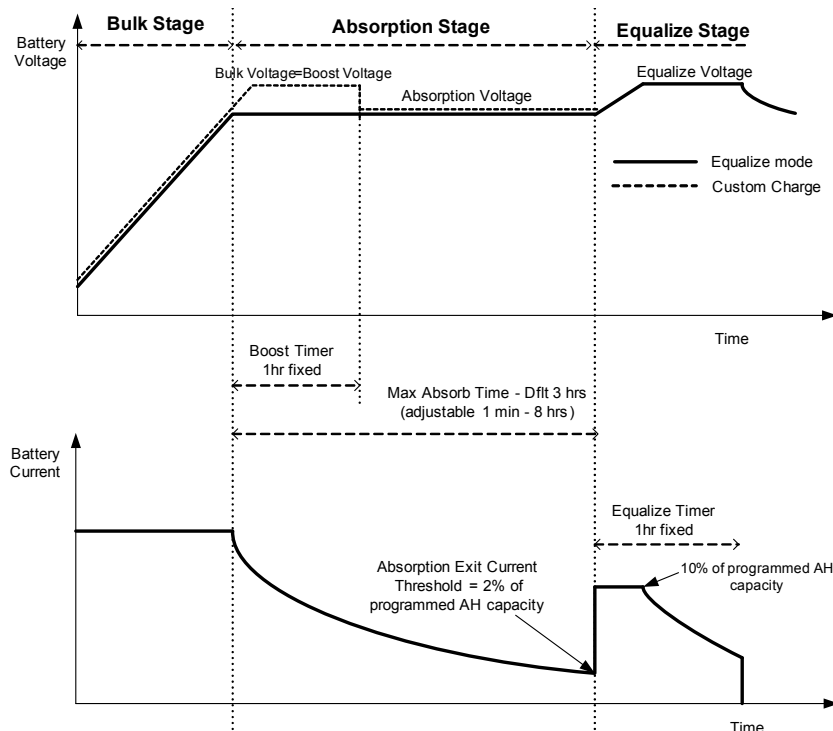 Bulk Stage
Absorption Stage
Equalize Stage
Battery
Voltage
Bulk Voltage=Boost Voltage
Absorption Voltage
Equalize Voltage
Equalize mode
Custom Charge
Time
Boost Timer
1hr fixed
Max Absorb Time - Dflt 3 hrs
(adjustable 1 min - 8 hrs)
Battery
Current
Equalize Timer
1hr fixed
Absorption Exit Current
Threshold = 2% of
programmed AH capacity
10% of programmed AH
capacity
Time